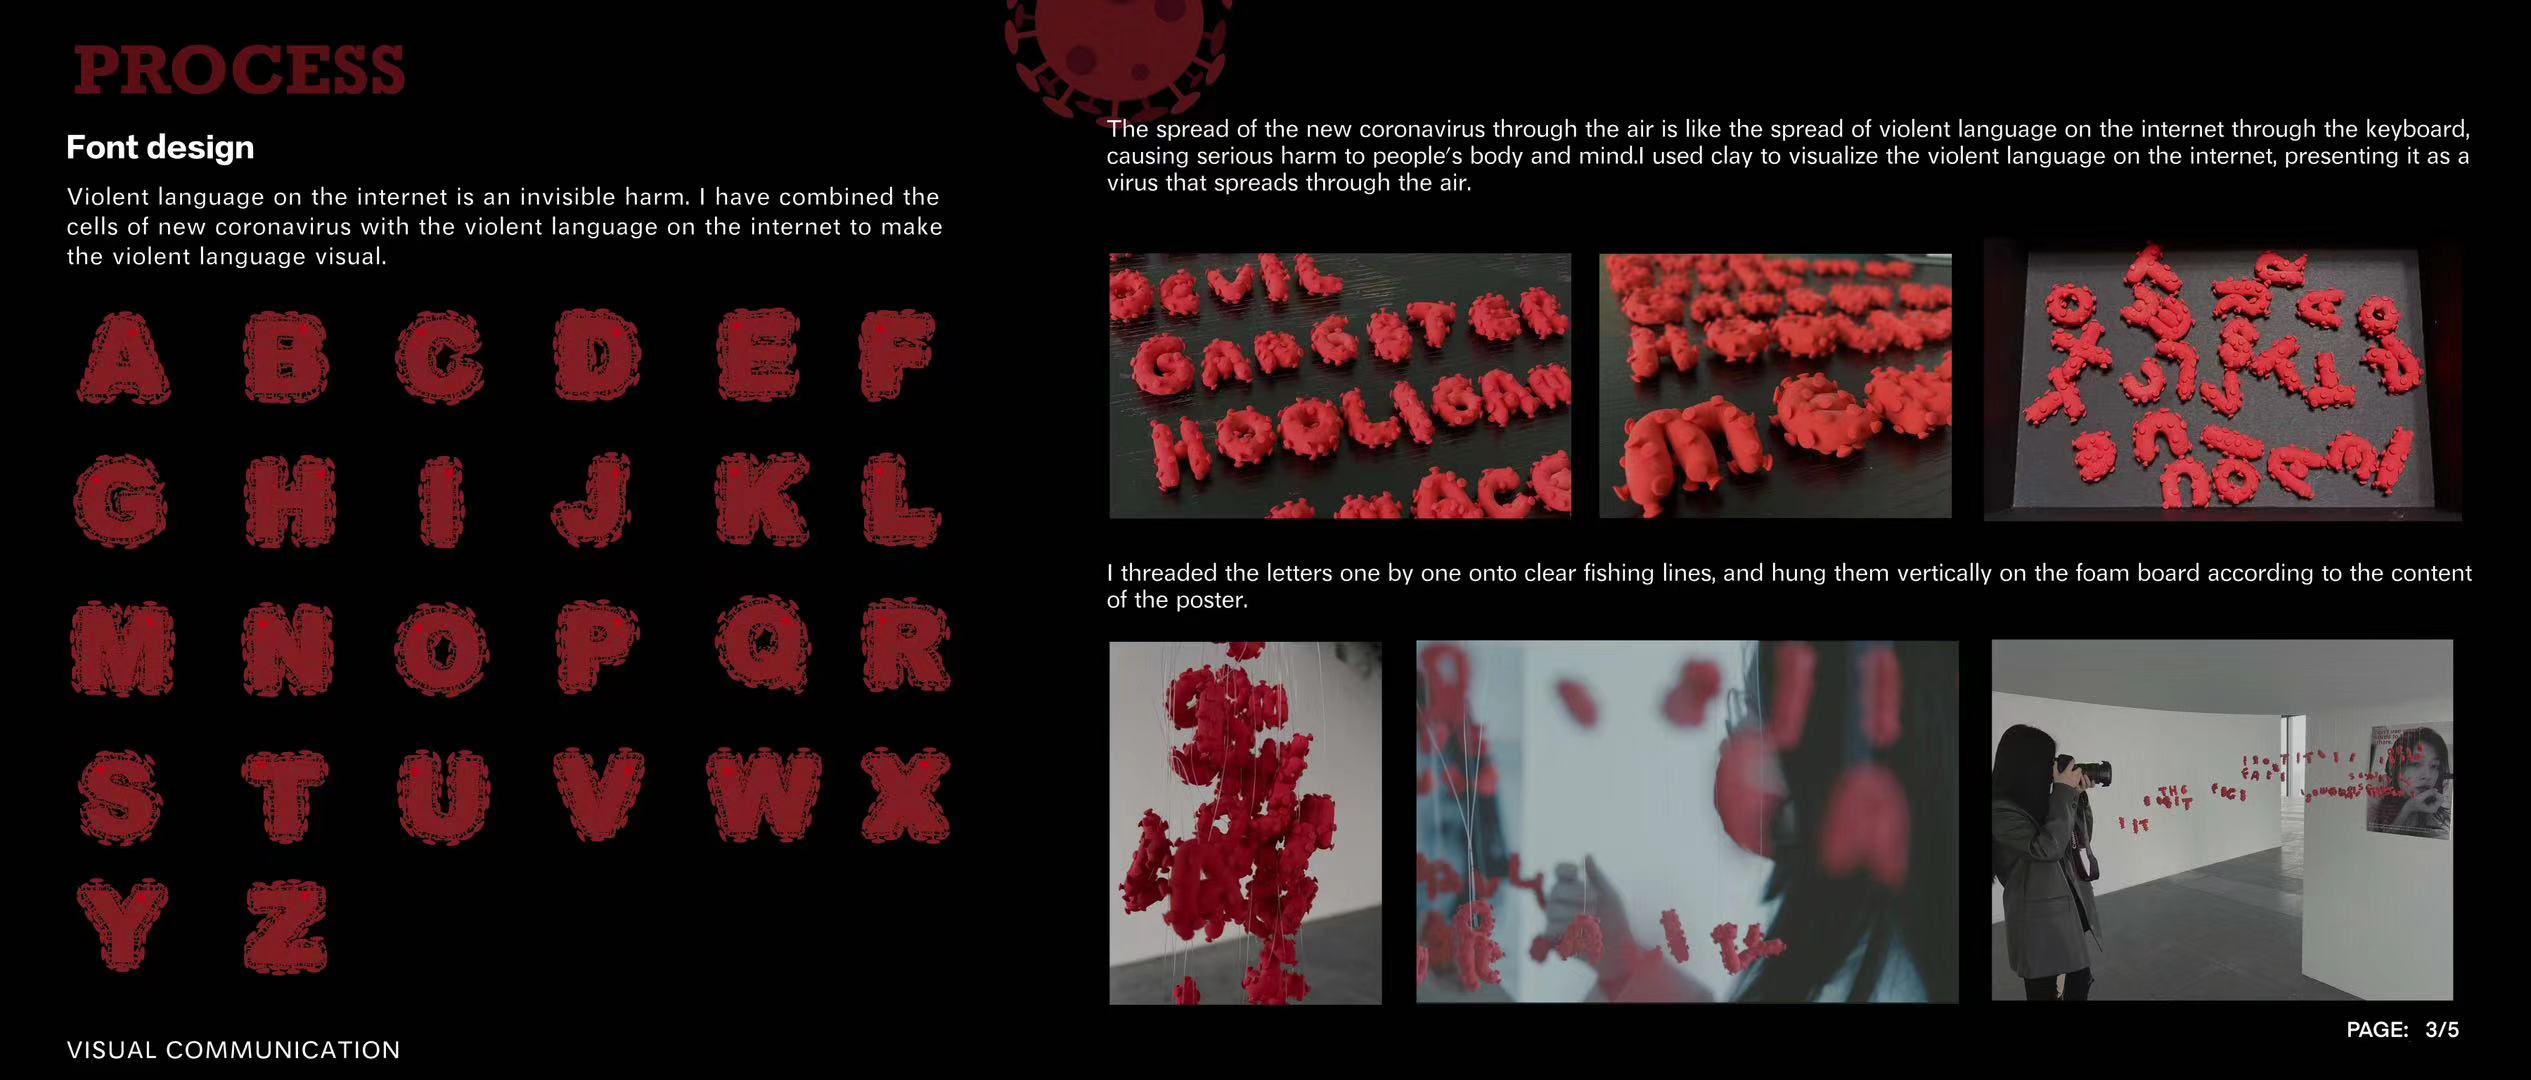 PROCESS
Font design
Violent language on the internet is an invisible harm. I have combined the
cells of new coronavirus with the violent language on the internet to make
the violent language visual.
A B C D E F
G H I J K L
M N O P Q R
S T U V W X
Y Z
VISUAL COMMUNICATION
The spread of the new coronavirus through the air is like the spread of violent language on the internet through the keyboard,
causing serious harm to people's body and mind.I used clay to visualize the violent language on the internet, presenting it as a
virus that spreads through the air.
GANGSTER
HOOLIGAN
I threaded the letters one by one onto clear fishing lines, and hung them vertically on the foam board according to the content
of the poster.
THE
PAGE: 3/5